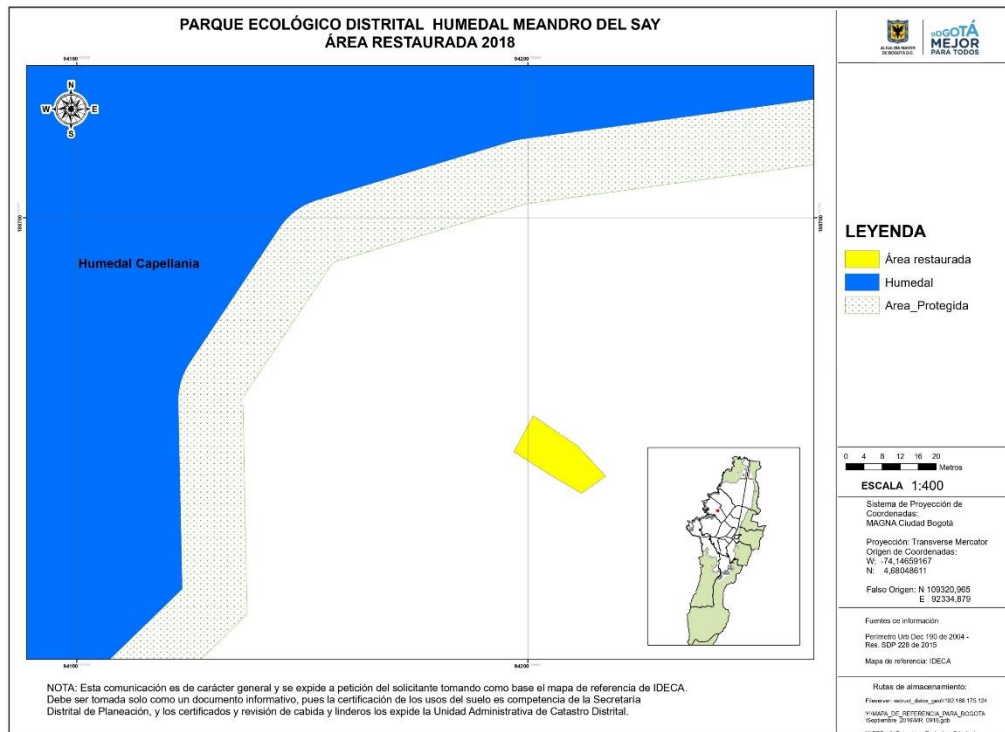 PARQUE ECOLÓGICO DISTRITAL HUMEDAL MEANDRO DEL SAY
ÁREA RESTAURADA 2018
ALCALDÍA MAYOR
DE BOGOTÁ D.C.
BOGOTÁ
MEJOR
PARA TODOS
94100
94200
N
W
E
S
109700
109700
Humedal Capellania
LEYENDA
Área restaurada
Humedal
Area_Protegida
0 4 8 12 16 20
Metros
ESCALA 1:400
Sistema de Proyección de
Coordenadas:
MAGNA Ciudad Bogotá
Proyección: Transverse Mercator
Origen de Coordenadas:
W: -74,14659167
N: 4,68048611
Falso Origen: N 109320,965
E 92334,879
Fuentes de información
Perímetro Urb Dec 190 de 2004 -
Res. SDP 228 de 2015
Mapa de referencia: IDECA
Rutas de almacenamiento:
94100
94200
NOTA: Esta comunicación es de carácter general y se expide a petición del solicitante tomando como base el mapa de referencia de IDECA.
Debe ser tomada solo como un documento informativo, pues la certificación de los usos del suelo es competencia de la Secretaría
Distrital de Planeación, y los certificados y revisión de cabida y linderos los expide la Unidad Administrativa de Catastro Distrital.